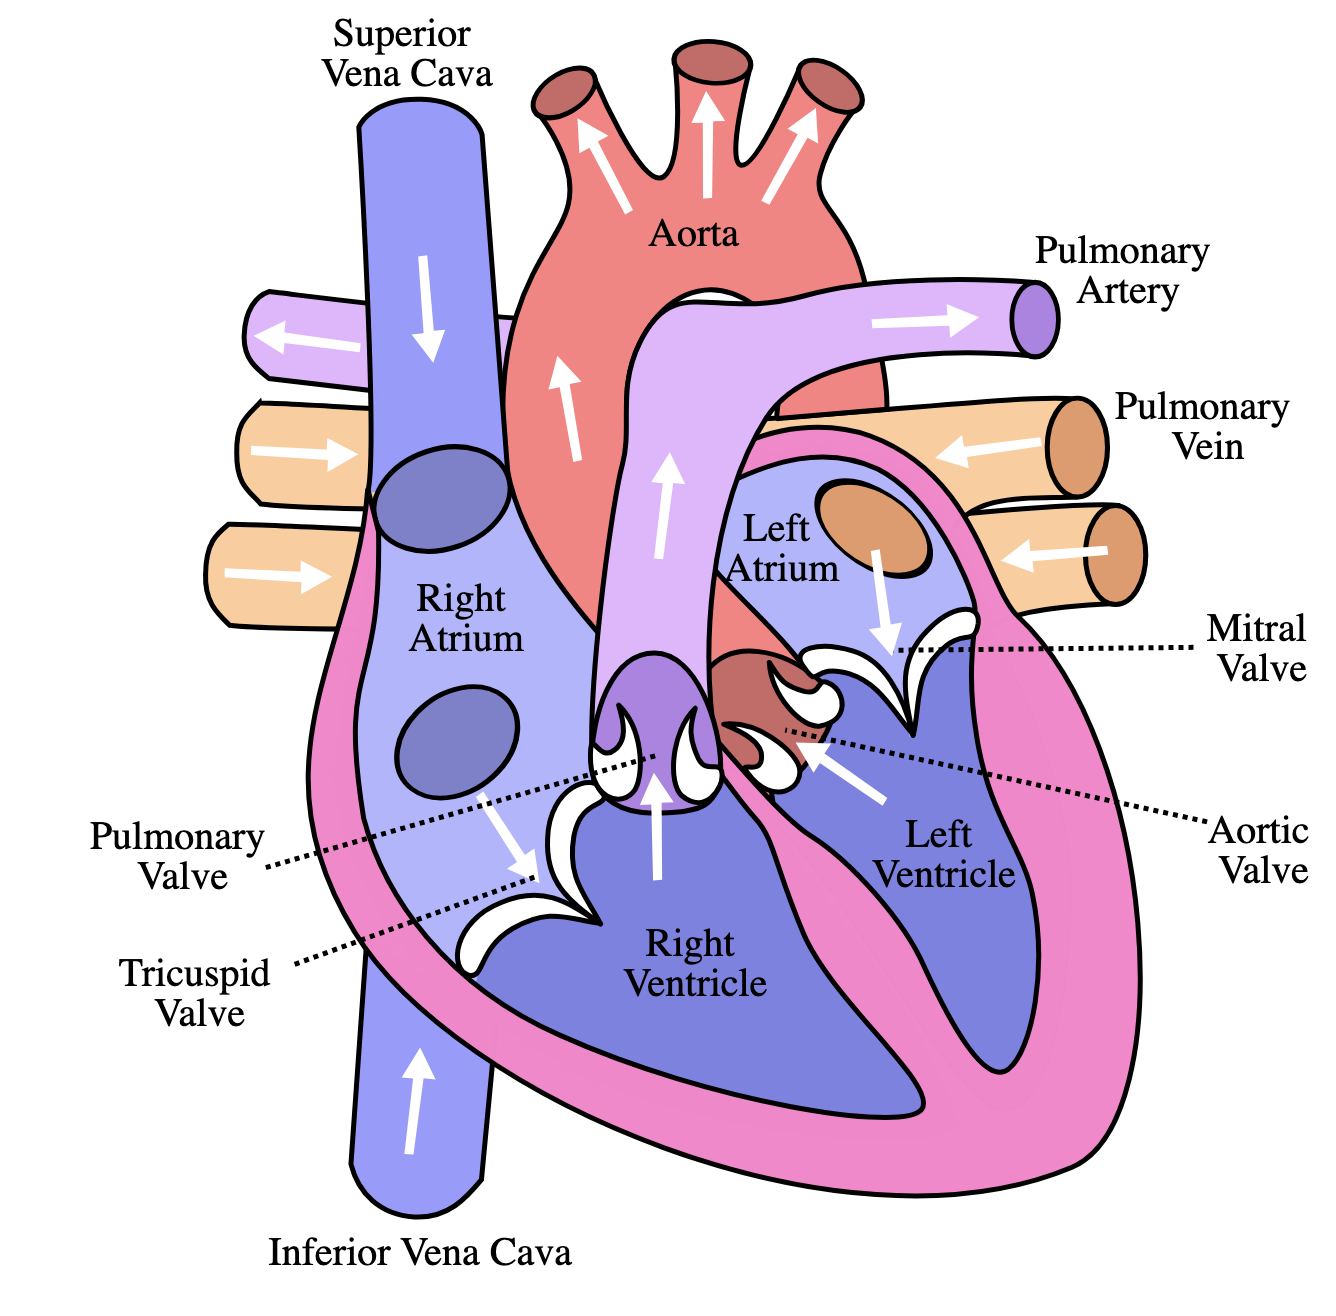 Superior
Vena Cava
Aorta
Pulmonary
Artery
Pulmonary
Vein
Left
Atrium
Right
Atrium
Mitral
Valve
Pulmonary
Valve
Left
Ventricle
Aortic
Valve
Right
Ventricle
Tricuspid
Valve
Inferior Vena Cava